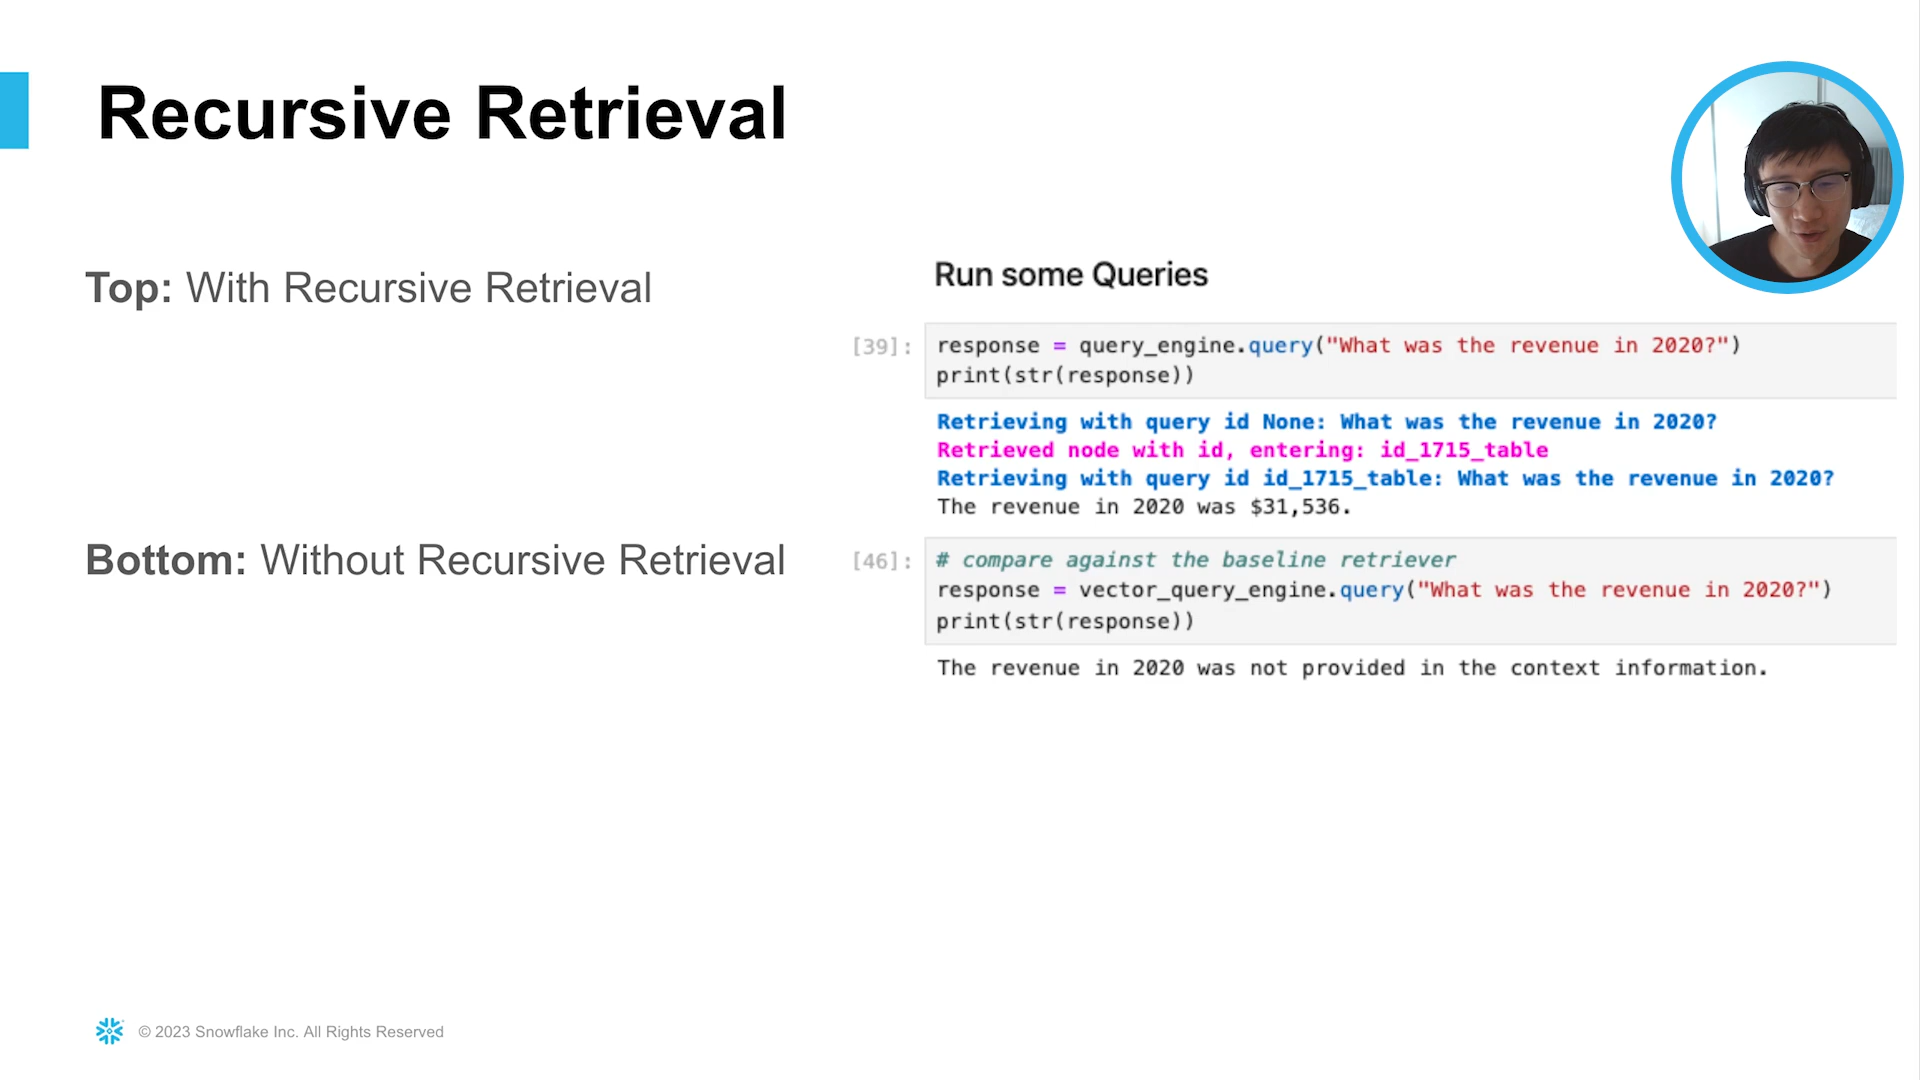 Recursive Retrieval
Top: With Recursive Retrieval
Run some Queries
[39]:
response = query_engine.query("What was the revenue in 2020?")
print(str(response))
Retrieving with query id None: What was the revenue in 2020?
Retrieved node with id, entering: id_1715_table
Retrieving with query id id_1715_table: What was the revenue in 2020?
The revenue in 2020 was $31,536.
Bottom: Without Recursive Retrieval
[46]:
# compare against the baseline retriever
response = vector_query_engine.query("What was the revenue in 2020?")
print(str(response))
The revenue in 2020 was not provided in the context information.
© 2023 Snowflake Inc. All Rights Reserved